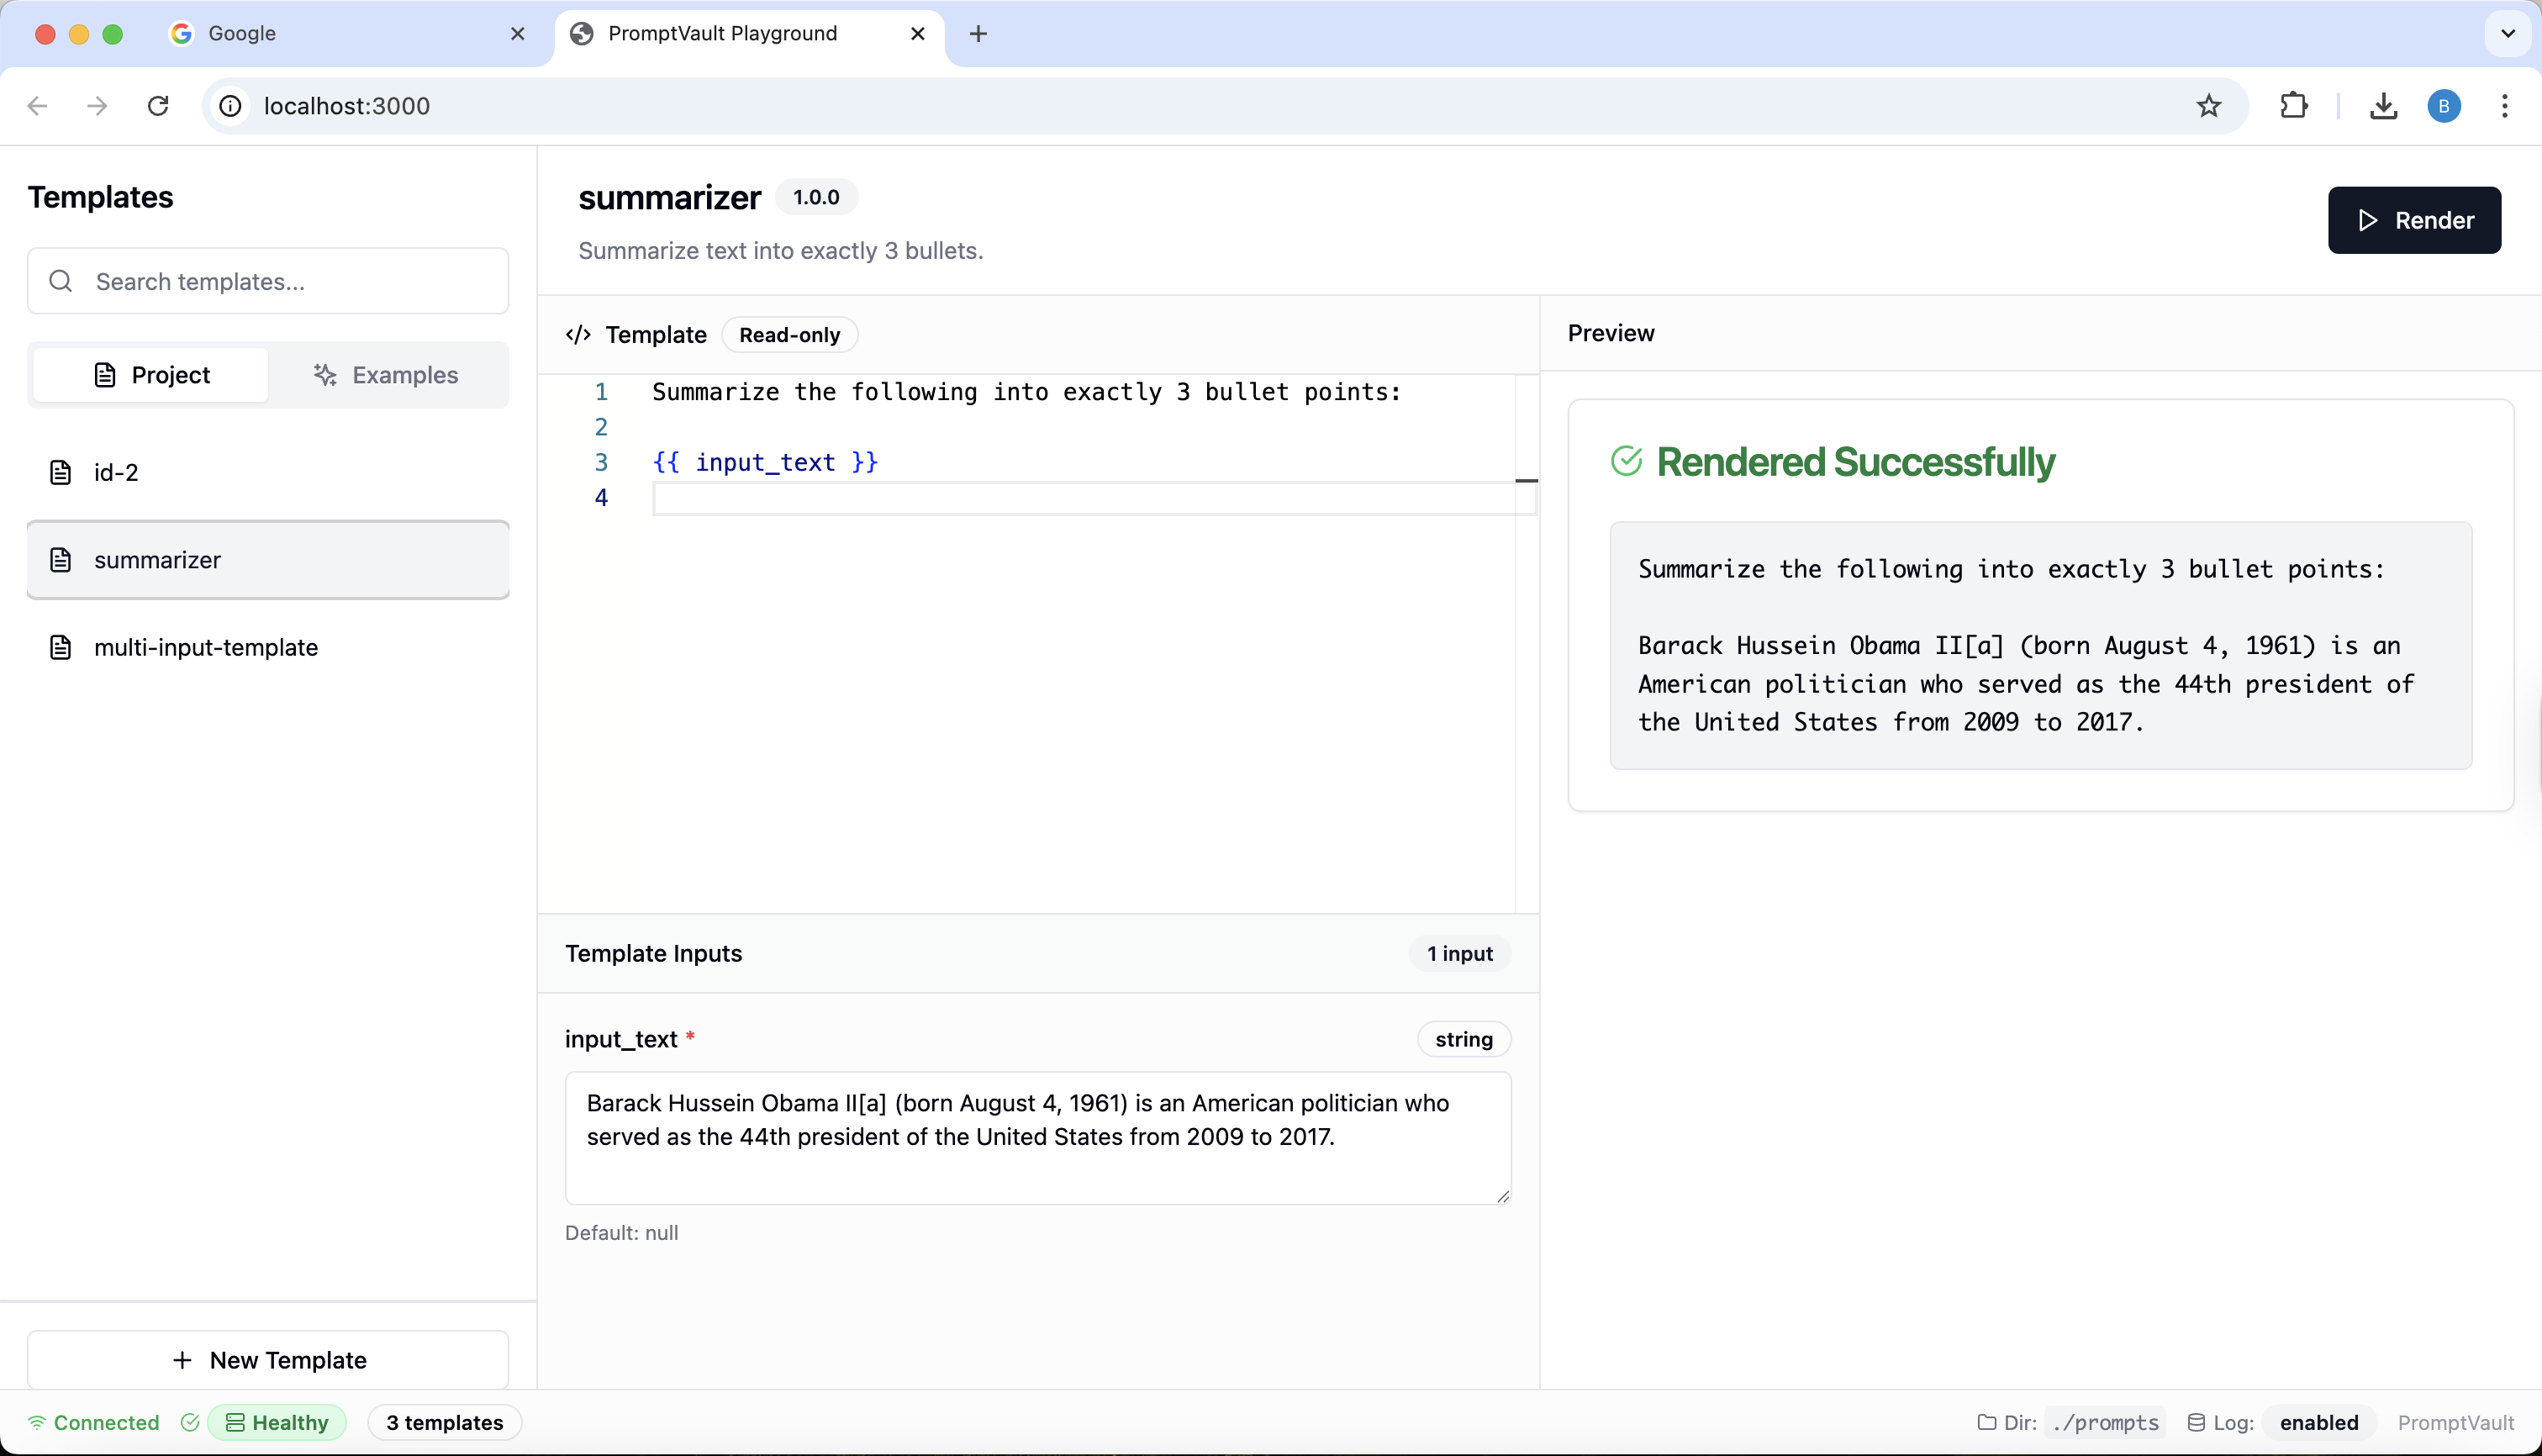 Google
PromptVault Playground
localhost:3000
B
Templates
Search templates...
Project
Examples
id-2
summarizer
multi-input-template
New Template
summarizer 1.0.0
Summarize text into exactly 3 bullets.
Render
Template Read-only
1 Summarize the following into exactly 3 bullet points:
2
3 {{ input_text }}
4
Template Inputs 1 input
input_text * string
Barack Hussein Obama II[a] (born August 4, 1961) is an American politician who
served as the 44th president of the United States from 2009 to 2017.
Default: null
Preview
Rendered Successfully
Summarize the following into exactly 3 bullet points:
Barack Hussein Obama II[a] (born August 4, 1961) is an
American politician who served as the 44th president of
the United States from 2009 to 2017.
Connected Healthy 3 templates
Dir: ./prompts Log: enabled PromptVault